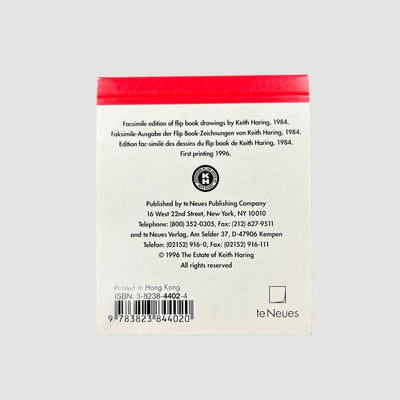 Facsimile edition of flip book drawings by Keith Haring, 1984.
Faksimile-Ausgabe der Flip Book-Zeichnungen von Keith Haring, 1984.
Edition fac-similé des dessins du flip book de Keith Haring, 1984.
First printing 1996.
KH
Published by teNeues Publishing Company
16 West 22nd Street, New York, NY 10010
Telephone: (800) 352-0305, Fax: (212) 627-9511
and teNeues Verlag, Am Selder 37, D-47906 Kempen
Telefon: (02152) 916-0, Fax: (02152) 916-111
© 1996 The Estate of Keith Haring
All rights reserved
Printed in Hong Kong
ISBN: 3-8238-4402-4
9 783823 844020
teNeues